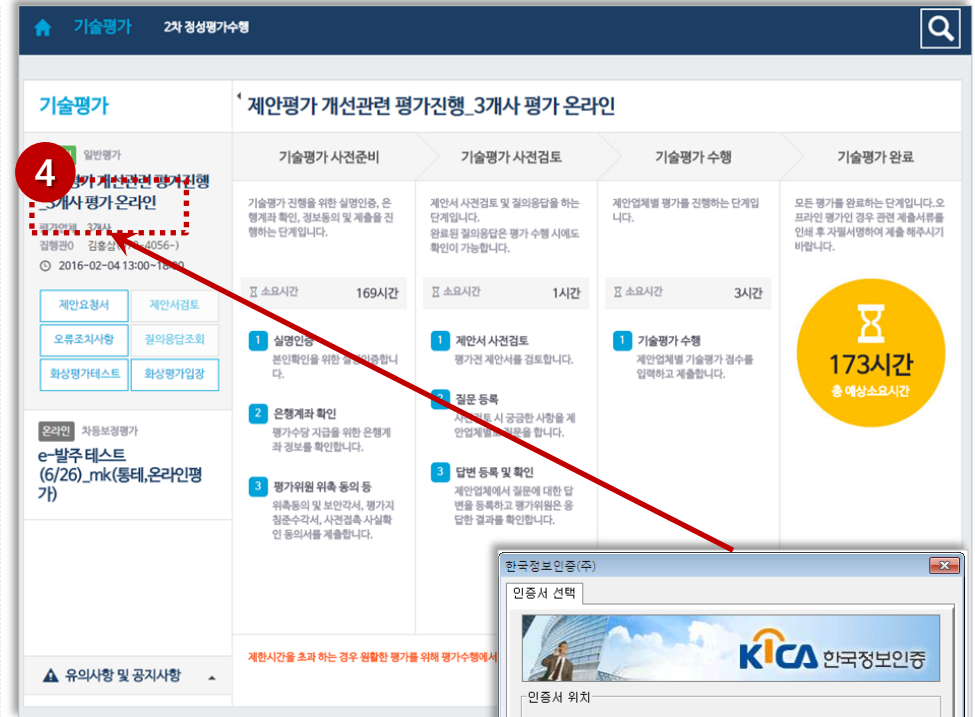 기술평가 2차 정성평가수행
기술평가
일반평가
4
평가 개선관련 평가진행
_3개사 평가 온라인
평가업체 3개사
집행관0 김홍삼( -4056-)
2016-02-04 13:00~18:00
제안요청서 제안서검토
오류조치사항 질의응답조회
화상평가테스트 화상평가입장
온라인 차등보정평가
e-발주 테스트
(6/26)_mk(통테,온라인평
가)
유의사항 및 공지사항
제안평가 개선관련 평가진행_3개사 평가 온라인
기술평가 사전준비
기술평가 진행을 위한 실명인증, 은
행계좌 확인, 정보동의 및 제출을 진
행하는 단계입니다.
소요시간 169시간
1 실명인증
본인확인을 위한 실명인증합니
다.
2 은행계좌 확인
평가수당 지급을 위한 은행계
좌 정보를 확인합니다.
3 평가위원 위촉 동의 등
위촉동의 및 보안각서, 평가지
침준수각서, 사전접촉 사실확
인 동의서를 제출합니다.
기술평가 사전검토
제안서 사전검토 및 질의응답을 하는
단계입니다.
완료된 질의응답은 평가 수행 시에도
확인이 가능합니다.
소요시간 1시간
1 제안서 사전검토
평가전 제안서를 검토합니다.
2 질문 등록
사전검토 시 궁금한 사항을 제
안업체별로 질문을 합니다.
3 답변 등록 및 확인
제안업체에서 질문에 대한 답
변을 등록하고 평가위원은 응
답한 결과를 확인합니다.
기술평가 수행
제안업체별 평가를 진행하는 단계입
니다.
소요시간 3시간
1 기술평가 수행
제안업체별 기술평가 점수를
입력하고 제출합니다.
기술평가 완료
모든 평가를 완료하는 단계입니다.오
프라인 평가인 경우 관련 제출서류를
인쇄 후 자필서명하여 제출 해주시기
바랍니다.
173시간
총 예상소요시간
제한시간을 초과 하는 경우 원활한 평가를 위해 평가수행에서
한국정보인증(주)
인증서 선택
KICA 한국정보인증
인증서 위치